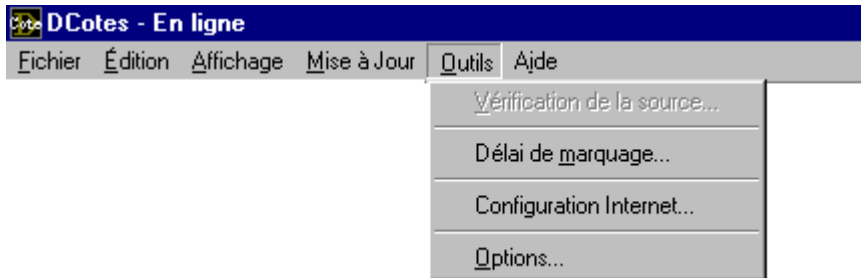 Cote DCotes - En ligne
Fichier Édition Affichage Mise à Jour Outils Aide
Vérification de la source...
Délai de marquage...
Configuration Internet...
Options...